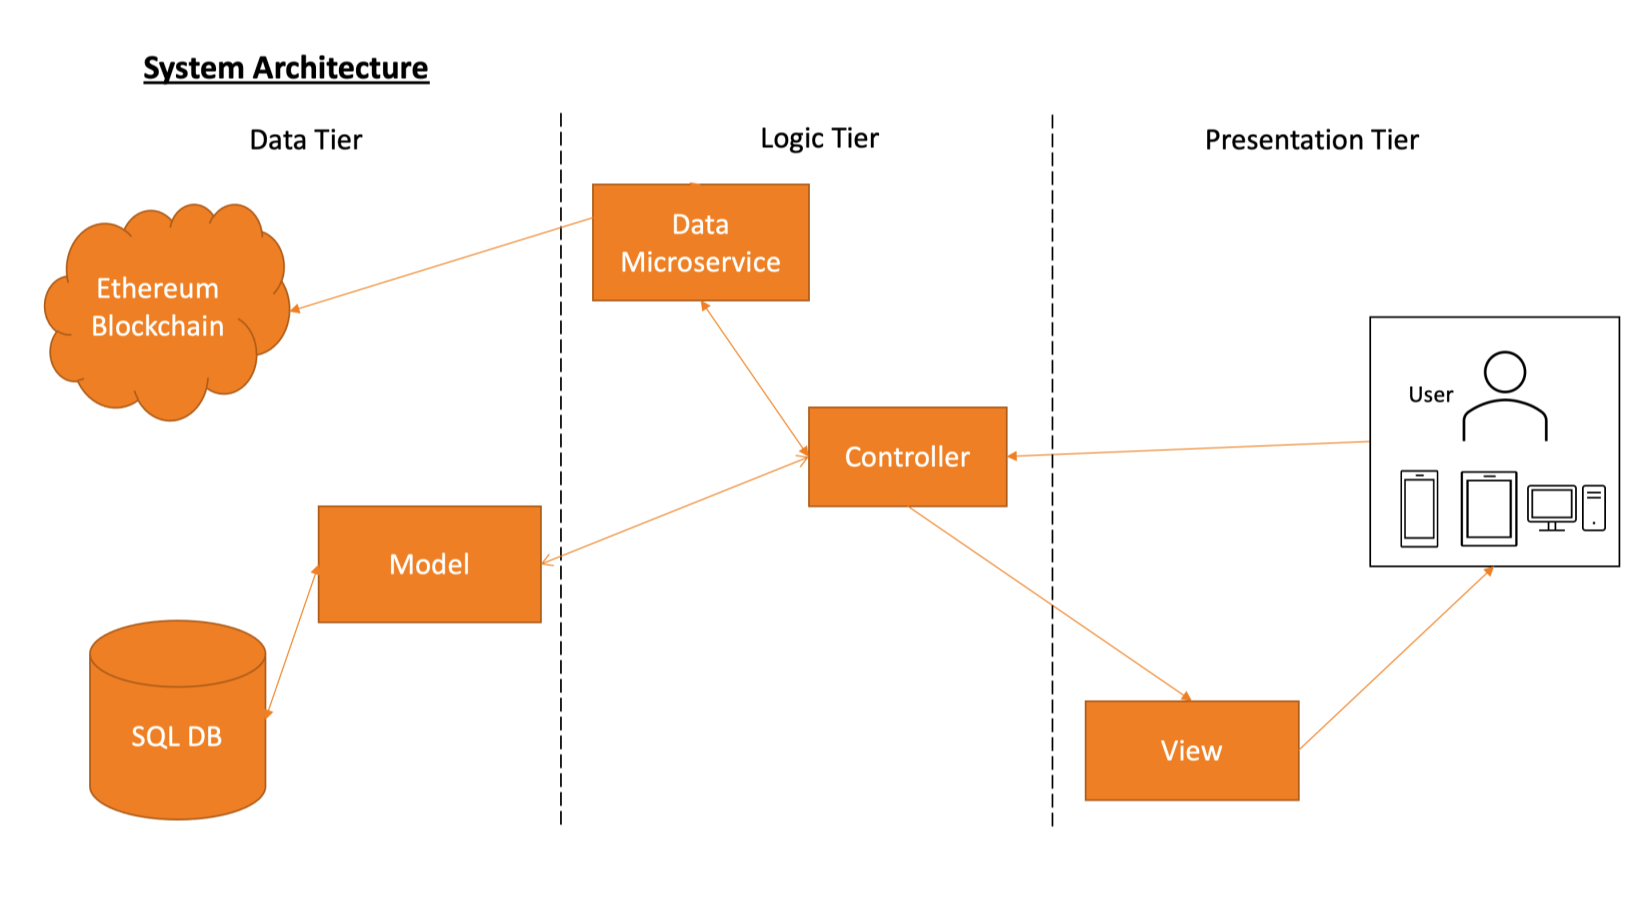 System Architecture
Data Tier
Logic Tier
Presentation Tier
Data
Microservice
Ethereum
Blockchain
User
Controller
Model
SQL DB
View